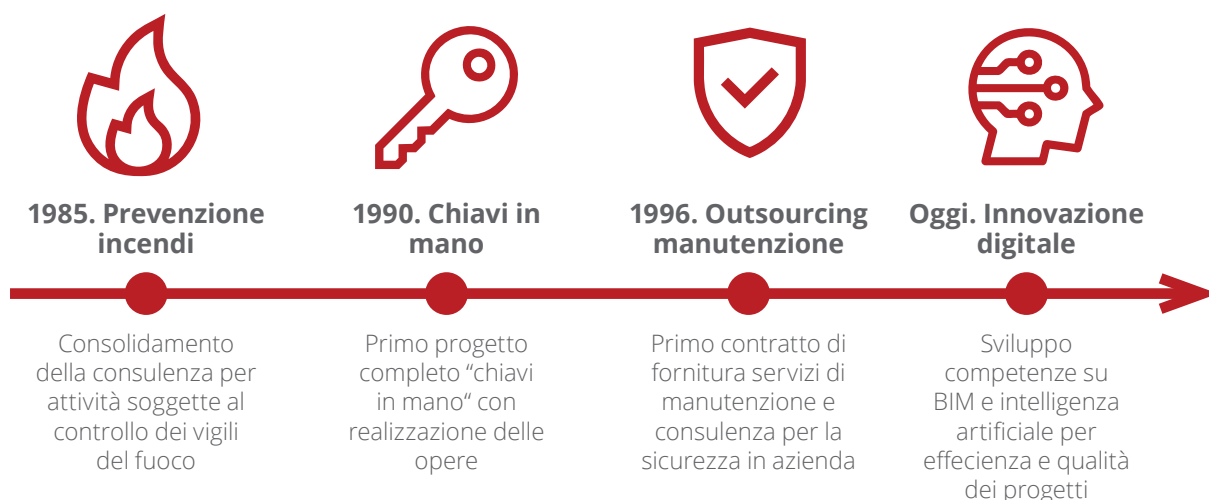 1985. Prevenzione
incendi
Consolidamento
della consulenza per
attività soggette al
controllo dei vigili
del fuoco
1990. Chiavi in
mano
Primo progetto
completo “chiavi
in mano“ con
realizzazione delle
opere
1996. Outsourcing
manutenzione
Primo contratto di
fornitura servizi di
manutenzione e
consulenza per la
sicurezza in azienda
Oggi. Innovazione
digitale
Sviluppo
competenze su
BIM e intelligenza
artificiale per
effecienza e qualità
dei progetti